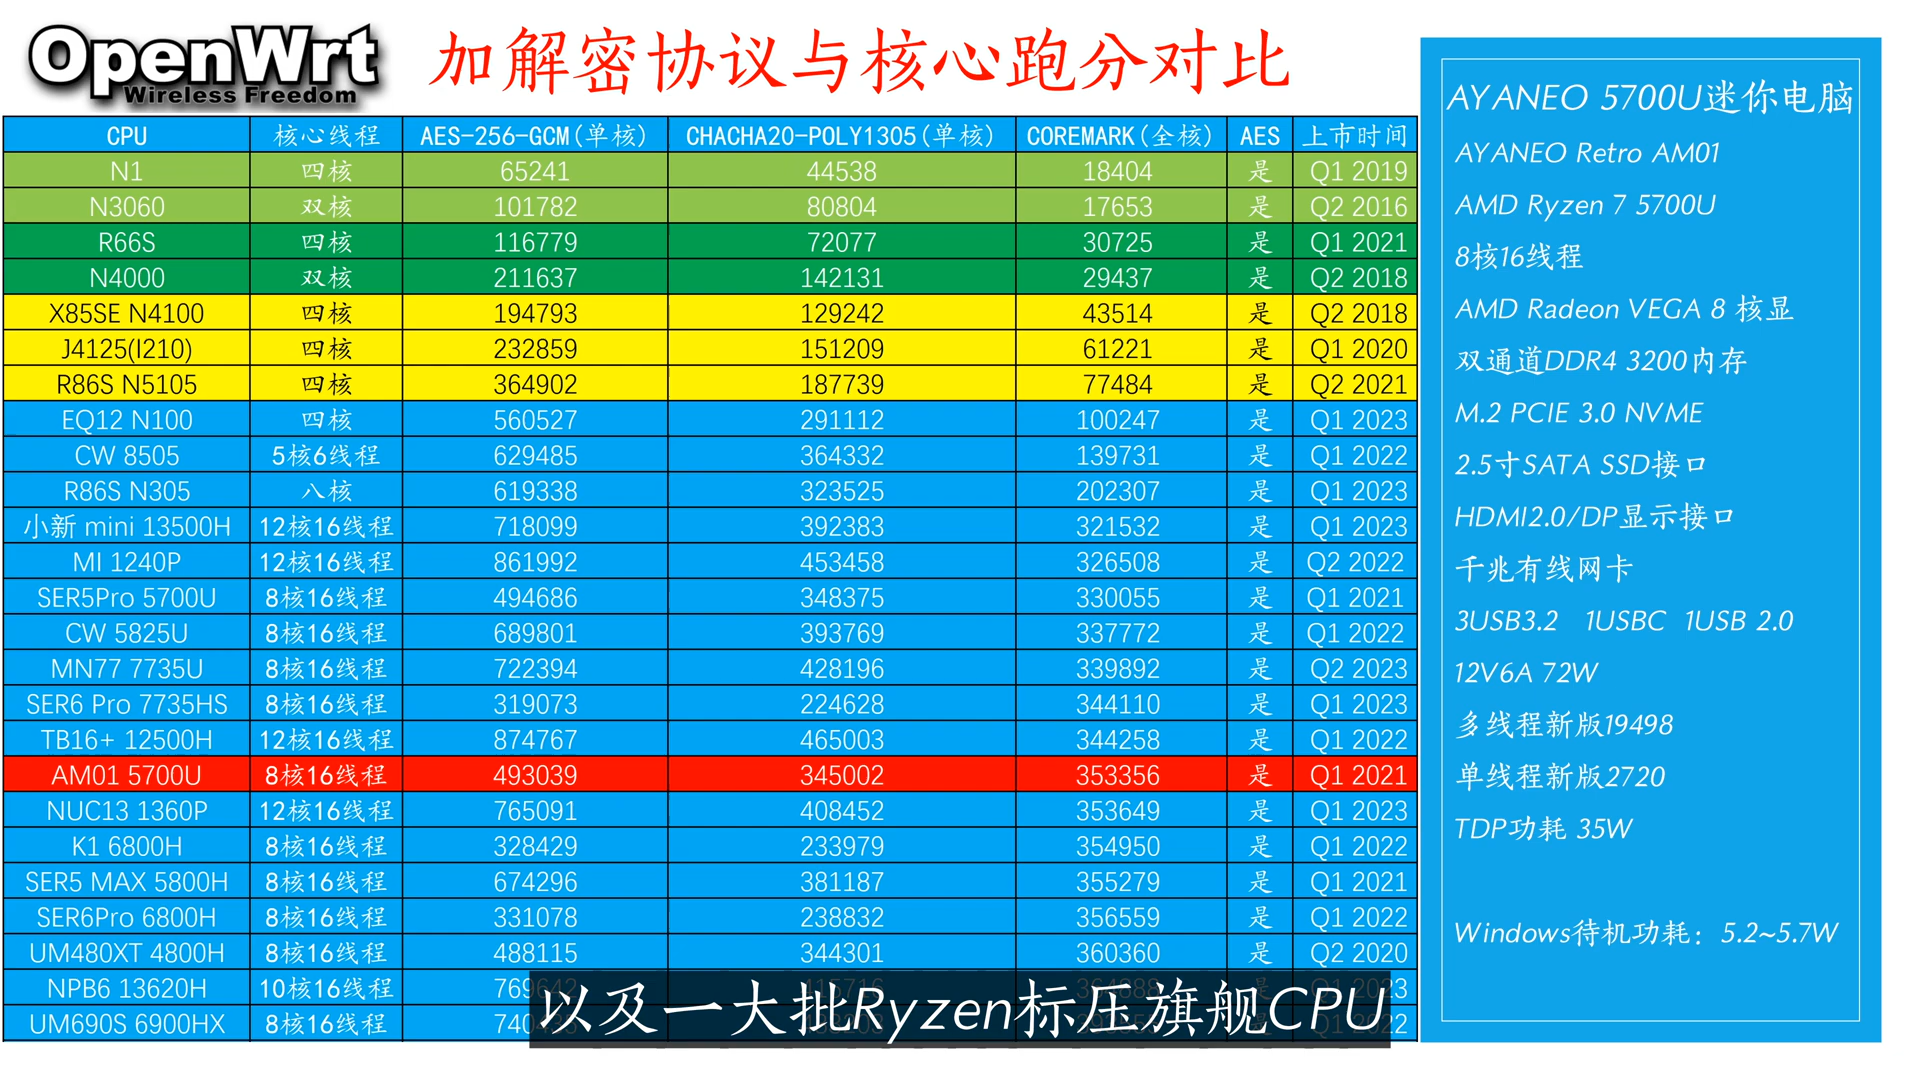 OpenWrt
Wireless Freedom
加解密协议与核心跑分对比
CPU 核心线程 AES-256-GCM(单核) CHACHA20-POLY1305(单核) COREMARK(全核) AES 上市时间
N1 四核 65241 44538 18404 是 Q1 2019
N3060 双核 101782 80804 17653 是 Q2 2016
R66S 四核 116779 72077 30725 是 Q1 2021
N4000 双核 211637 142131 29437 是 Q2 2018
X85SE N4100 四核 194793 129242 43514 是 Q2 2018
J4125(I210) 四核 232859 151209 61221 是 Q1 2020
R86S N5105 四核 364902 187739 77484 是 Q2 2021
EQ12 N100 四核 560527 291112 100247 是 Q1 2023
CW 8505 5核6线程 629485 364332 139731 是 Q1 2022
R86S N305 八核 619338 323525 202307 是 Q1 2023
小新 mini 13500H 12核16线程 718099 392383 321532 是 Q1 2023
MI 1240P 12核16线程 861992 453458 326508 是 Q2 2022
SER5Pro 5700U 8核16线程 494686 348375 330055 是 Q1 2021
CW 5825U 8核16线程 689801 393769 337772 是 Q1 2022
MN77 7735U 8核16线程 722394 428196 339892 是 Q2 2023
SER6 Pro 7735HS 8核16线程 319073 224628 344110 是 Q1 2023
TB16+ 12500H 12核16线程 874767 465003 344258 是 Q1 2022
AM01 5700U 8核16线程 493039 345002 353356 是 Q1 2021
NUC13 1360P 12核16线程 765091 408452 353649 是 Q1 2023
K1 6800H 8核16线程 328429 233979 354950 是 Q1 2022
SER5 MAX 5800H 8核16线程 674296 381187 355279 是 Q1 2021
SER6Pro 6800H 8核16线程 331078 238832 356559 是 Q1 2022
UM480XT 4800H 8核16线程 488115 344301 360360 是 Q2 2020
NPB6 13620H 10核16线程
UM690S 6900HX 8核16线程
以及一大批Ryzen标压旗舰CPU
AYANEO 5700U迷你电脑
AYANEO Retro AM01
AMD Ryzen 7 5700U
8核16线程
AMD Radeon VEGA 8 核显
双通道DDR4 3200内存
M.2 PCIE 3.0 NVME
2.5寸SATA SSD接口
HDMI2.0/DP显示接口
千兆有线网卡
3USB3.2 1USBC 1USB 2.0
12V6A 72W
多线程新版19498
单线程新版2720
TDP功耗 35W
Windows待机功耗：5.2~5.7W